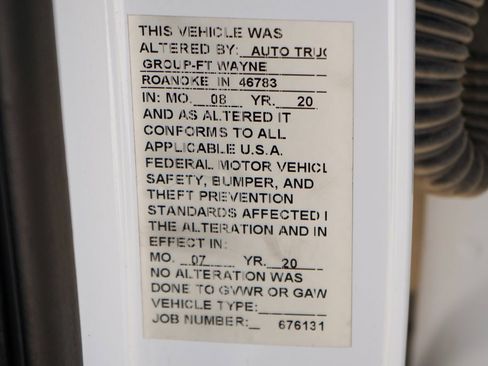 THIS VEHICLE WAS
ALTERED BY: AUTO TRUC
GROUP-FT WAYNE
ROANOKE IN 46783
IN: MO. 08 YR. 20
AND AS ALTERED IT
CONFORMS TO ALL
APPLICABLE U.S.A.
FEDERAL MOTOR VEHICL
SAFETY, BUMPER, AND
THEFT PREVENTION
STANDARDS AFFECTED
THE ALTERATION AND IN
EFFECT IN:
MO. 07 YR. 20
NO ALTERATION WAS
DONE TO GVWR OR GAW
VEHICLE TYPE:
JOB NUMBER: 676131